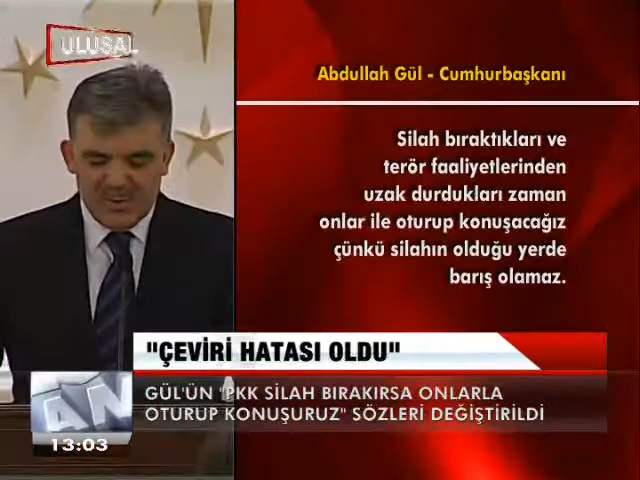 ULUSAL
Abdullah Gül - Cumhurbaşkanı
Silah bıraktıkları ve
terör faaliyetlerinden
uzak durdukları zaman
onlar ile oturup konuşacağız
çünkü silahın olduğu yerde
barış olamaz.
"ÇEVİRİ HATASI OLDU"
GÜL'ÜN "PKK SİLAH BIRAKIRSA ONLARLA
OTURUP KONUŞURUZ" SÖZLERİ DEĞİŞTİRİLDİ
AN
13:03